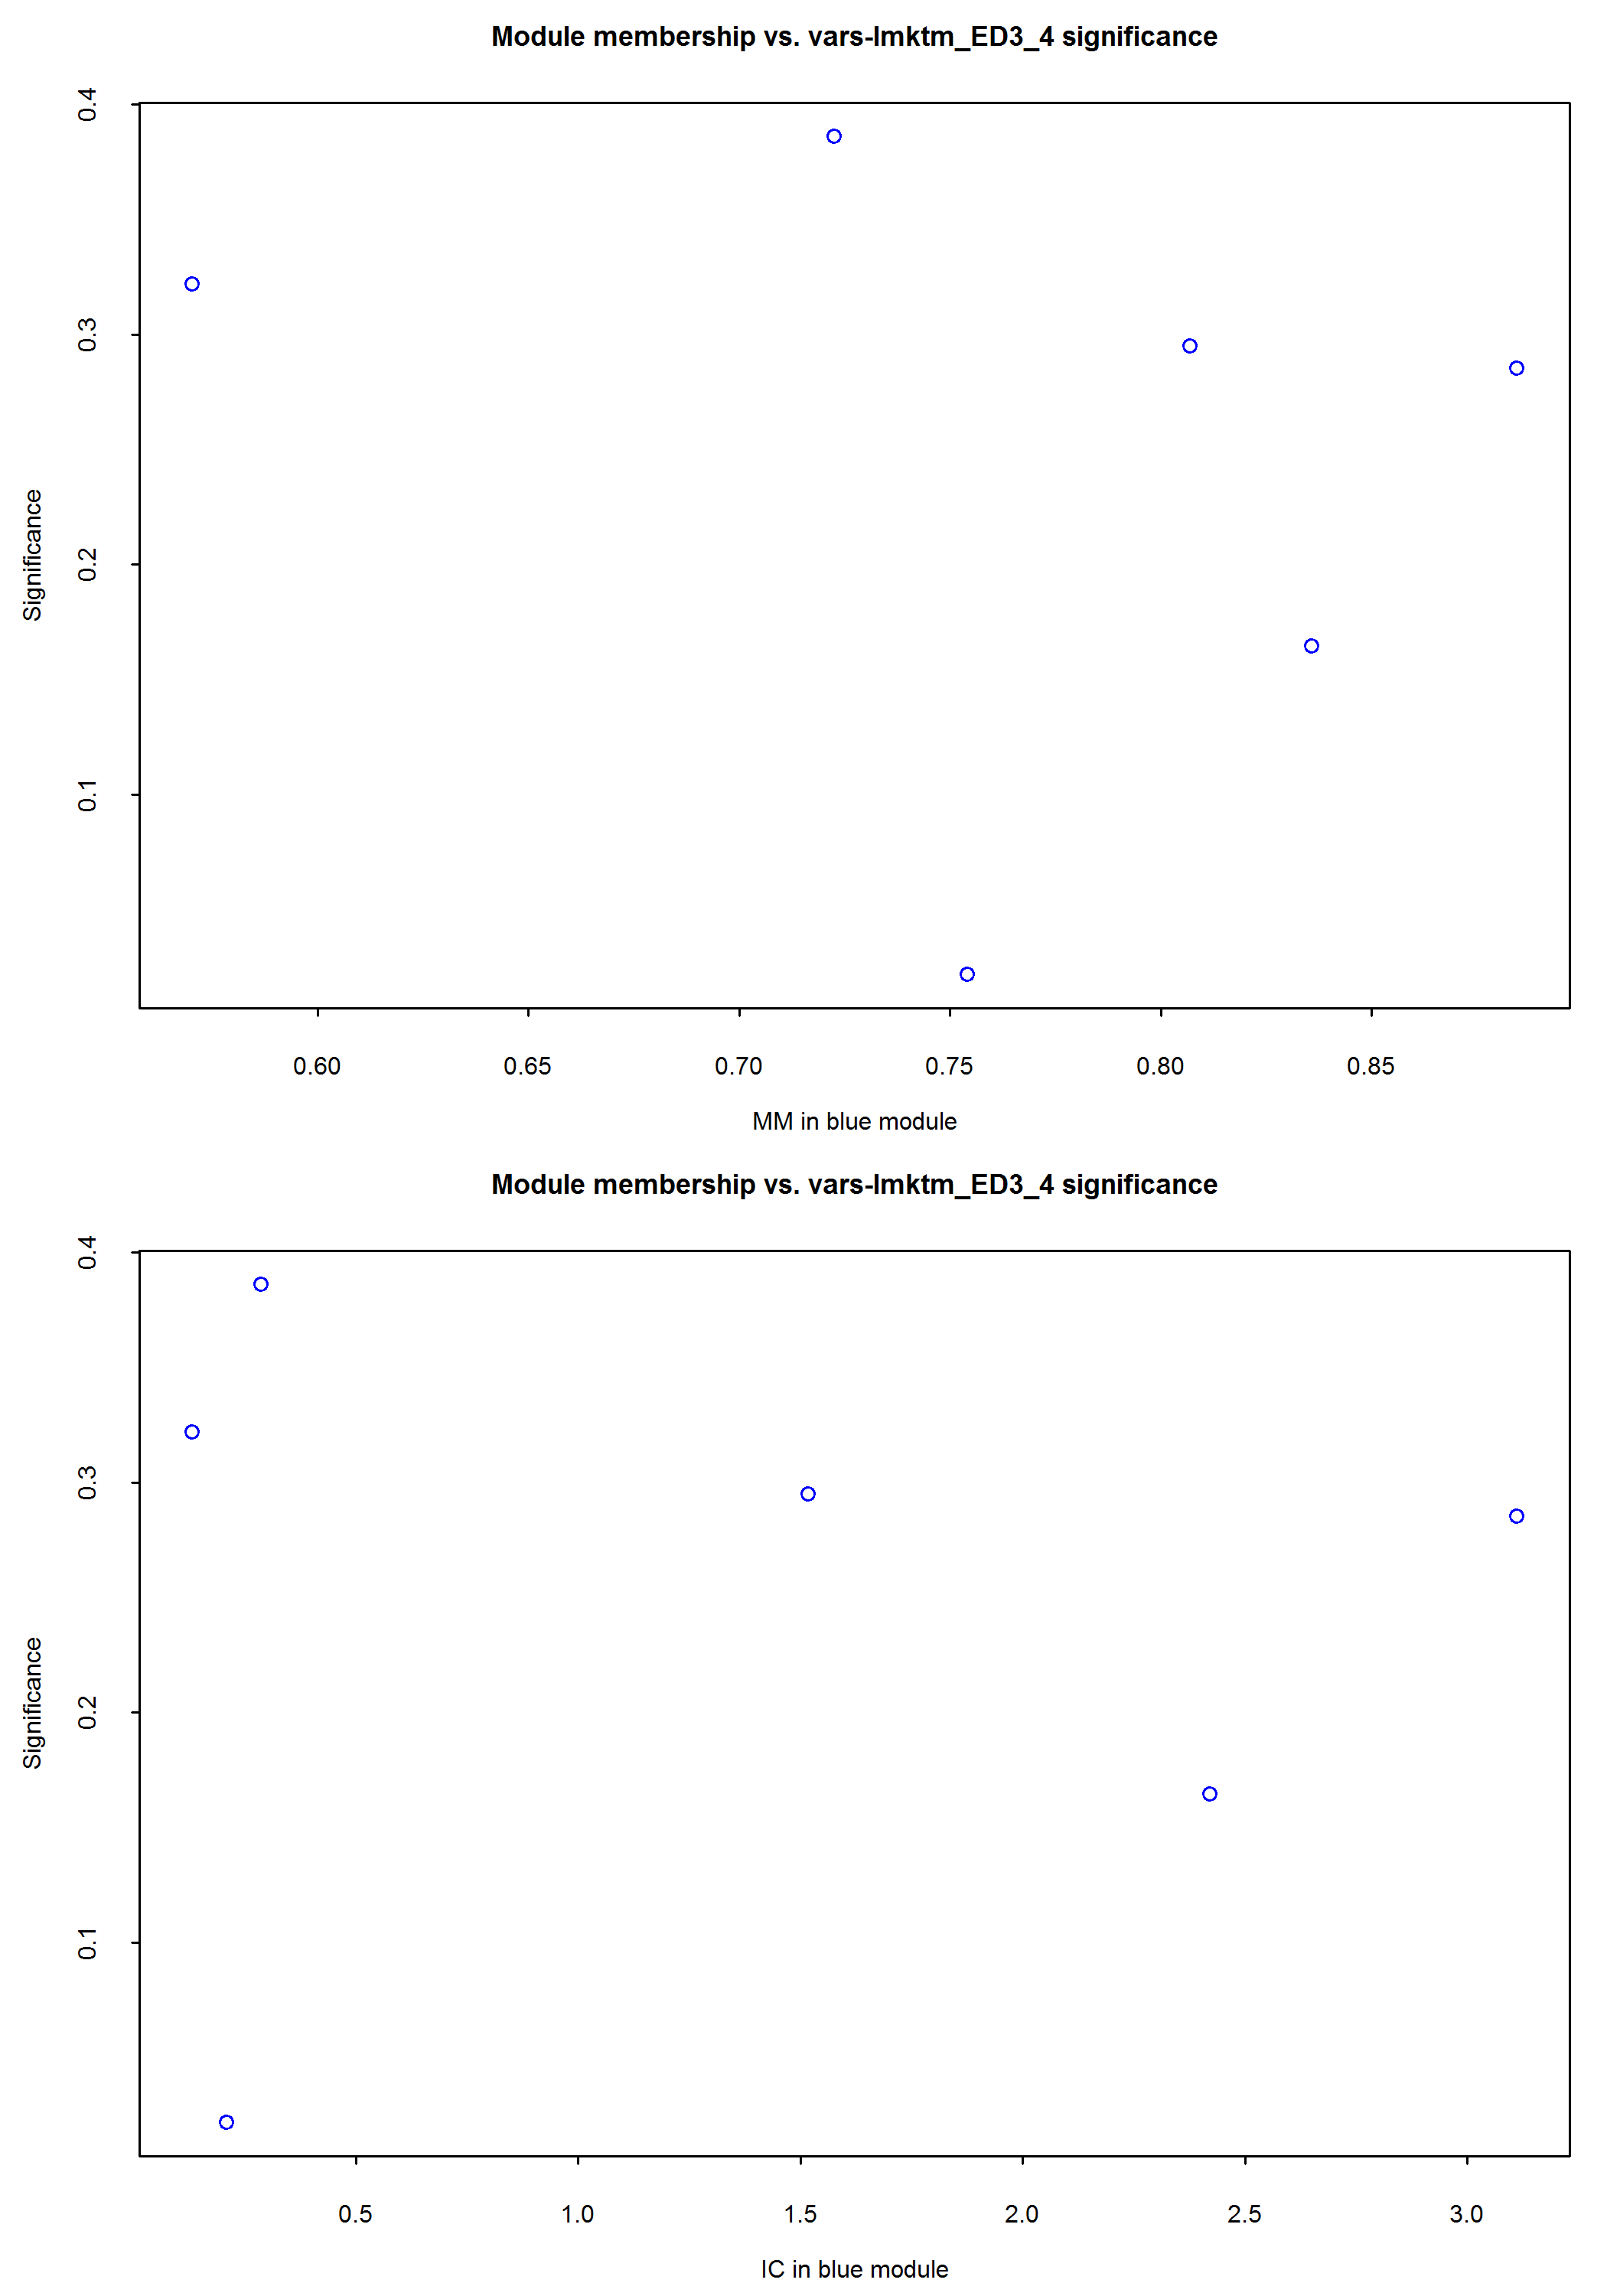 Module membership vs. vars-lmktm_ED3_4 significance
0.4
0.3
0.2
0.1
Significance
0.60 0.65 0.70 0.75 0.80 0.85
MM in blue module
Module membership vs. vars-lmktm_ED3_4 significance
0.4
0.3
0.2
0.1
Significance
0.5 1.0 1.5 2.0 2.5 3.0
IC in blue module